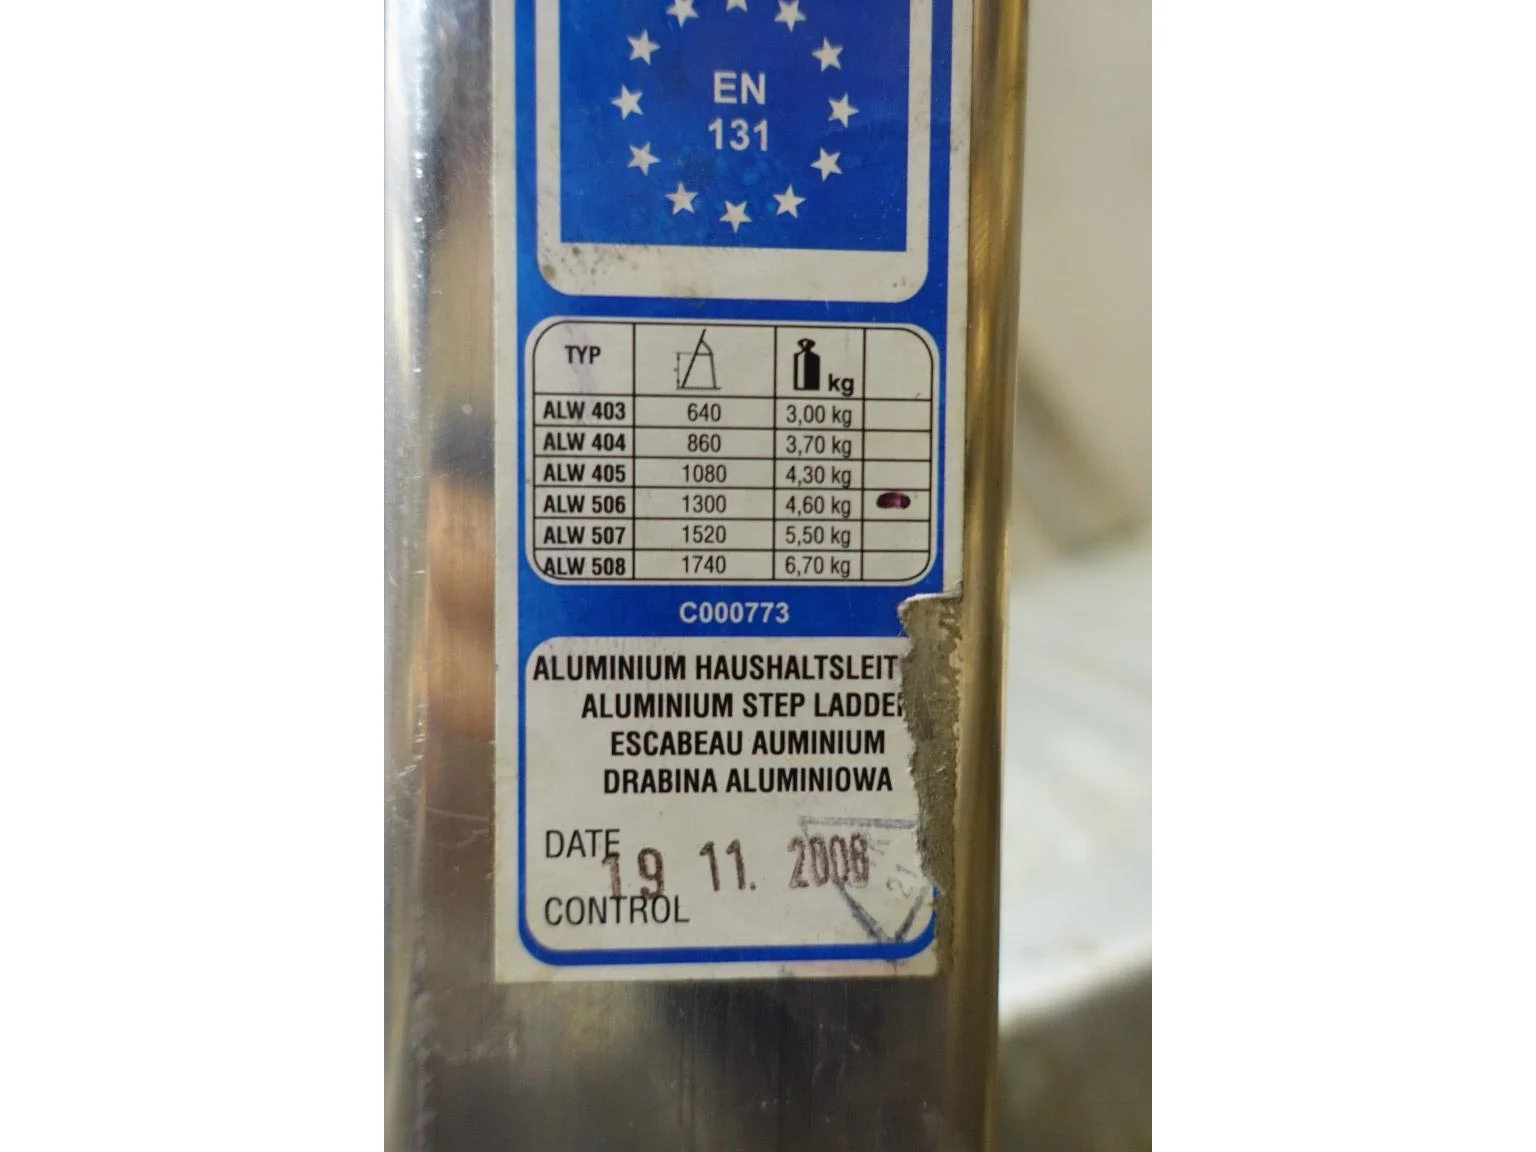 EN
131
TYP kg
ALW 403 640 3,00 kg
ALW 404 860 3,70 kg
ALW 405 1080 4,30 kg
ALW 506 1300 4,60 kg
ALW 507 1520 5,50 kg
ALW 508 1740 6,70 kg
C000773
ALUMINIUM HAUSHALTSLEIT
ALUMINIUM STEP LADDER
ESCABEAU AUMINIUM
DRABINA ALUMINIOWA
DATE
19 11. 2008
21
CONTROL